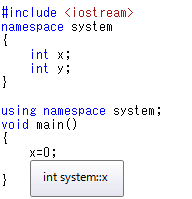 #include <iostream>
namespace system
{
    int x;
    int y;
}

using namespace system;
void main()
{
    x=0;
int system::x
}